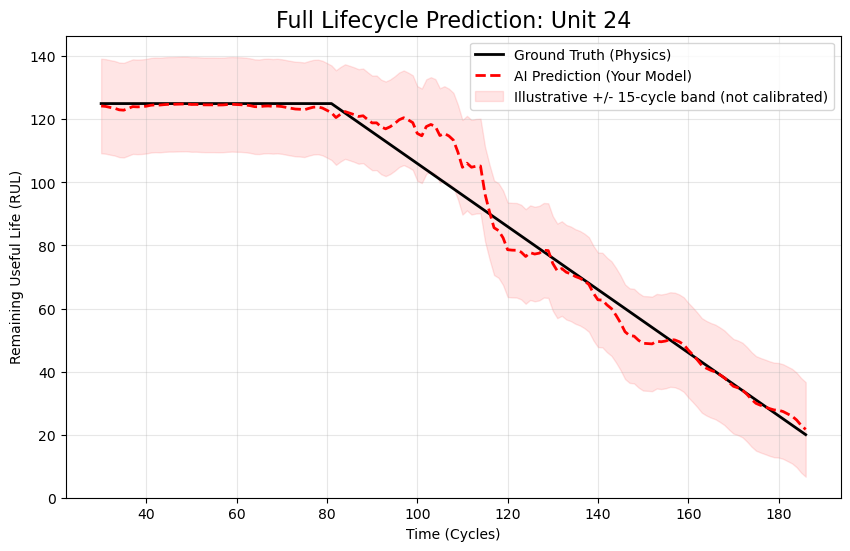 Full Lifecycle Prediction: Unit 24
Ground Truth (Physics)
AI Prediction (Your Model)
Illustrative +/- 15-cycle band (not calibrated)
Remaining Useful Life (RUL)
140
120
100
80
60
40
20
0
40 60 80 100 120 140 160 180
Time (Cycles)